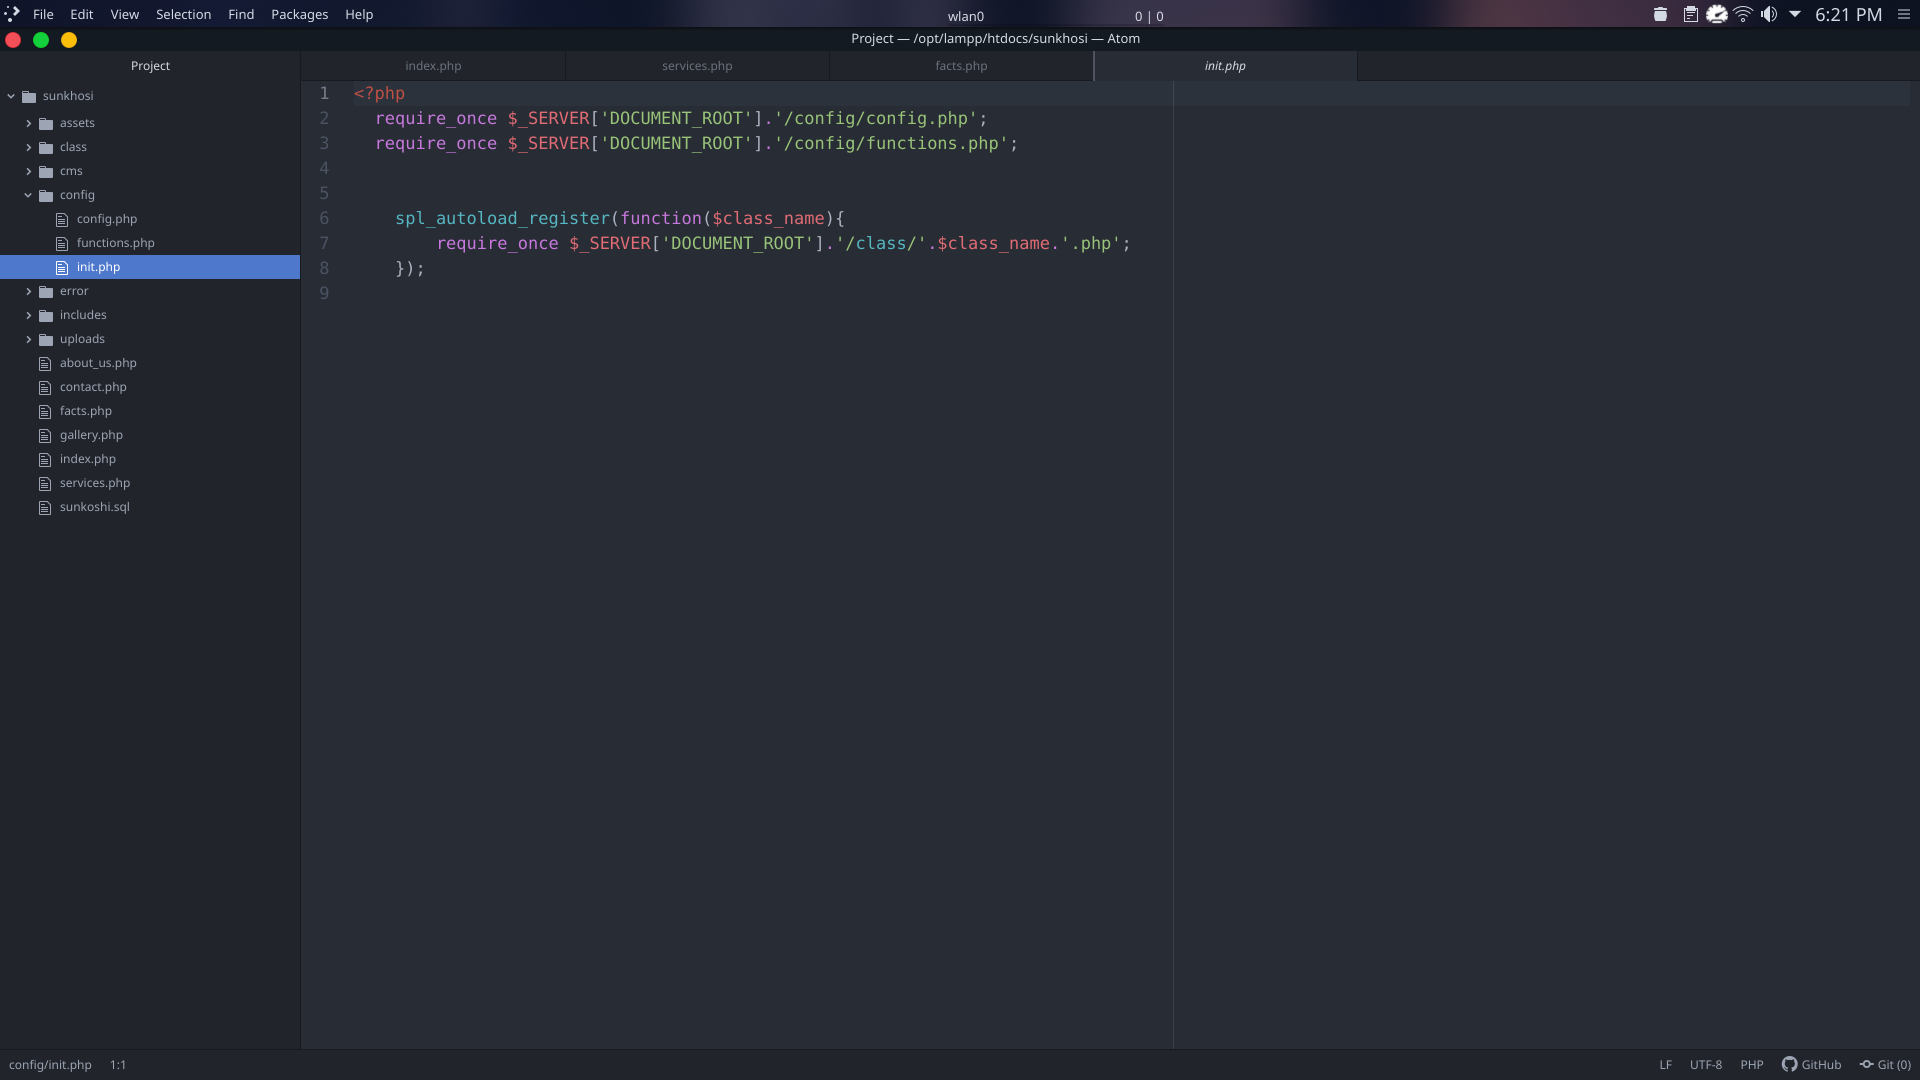 File Edit View Selection Find Packages Help
wlan0
0 | 0
6:21 PM
Project — /opt/lampp/htdocs/sunkhosi — Atom
Project
index.php
services.php
facts.php
init.php
sunkhosi
assets
class
cms
config
config.php
functions.php
init.php
error
includes
uploads
about_us.php
contact.php
facts.php
gallery.php
index.php
services.php
sunkoshi.sql
1 <?php
2 require_once $_SERVER['DOCUMENT_ROOT'].'/config/config.php';
3 require_once $_SERVER['DOCUMENT_ROOT'].'/config/functions.php';
4
5
6 spl_autoload_register(function($class_name){
7 require_once $_SERVER['DOCUMENT_ROOT'].'/class/'.$class_name.'.php';
8 });
9
config/init.php 1:1
LF UTF-8 PHP GitHub Git (0)